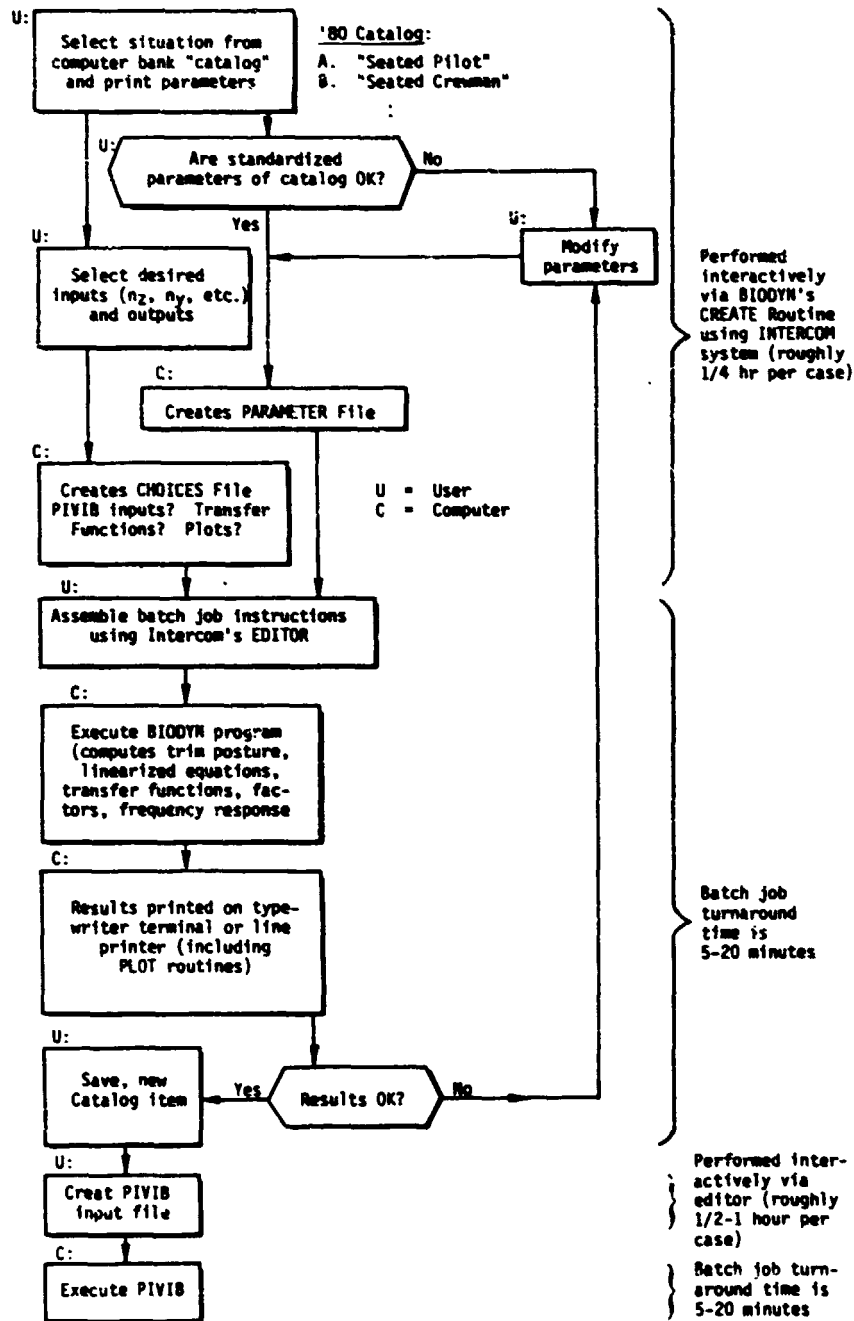 U:
Select situation from
computer bank "catalog"
and print parameters
'80 Catalog:
A. "Seated Pilot"
B. "Seated Crewman"
:
U:
Are standardized
parameters of catalog OK?
No
Yes
U:
Modify
parameters
U:
Select desired
inputs (nz, ny, etc.)
and outputs
Performed
interactively
via BIODYN's
CREATE Routine
using INTERCOM
system (roughly
1/4 hr per case)
C:
Creates PARAMETER File
C:
Creates CHOICES File
PIVIB inputs? Transfer
Functions? Plots?
U = User
C = Computer
U:
Assemble batch job instructions
using Intercom's EDITOR
C:
Execute BIODYN program
(computes trim posture,
linearized equations,
transfer functions, fac-
tors, frequency response
C:
Results printed on type-
writer terminal or line
printer (including
PLOT routines)
Batch job
turnaround
time is
5-20 minutes
U:
Save, new
Catalog item
Yes
Results OK?
No
U:
Creat PIVIB
input file
Performed inter-
actively via
editor (roughly
1/2-1 hour per
case)
C:
Execute PIVIB
Batch job turn-
around time is
5-20 minutes